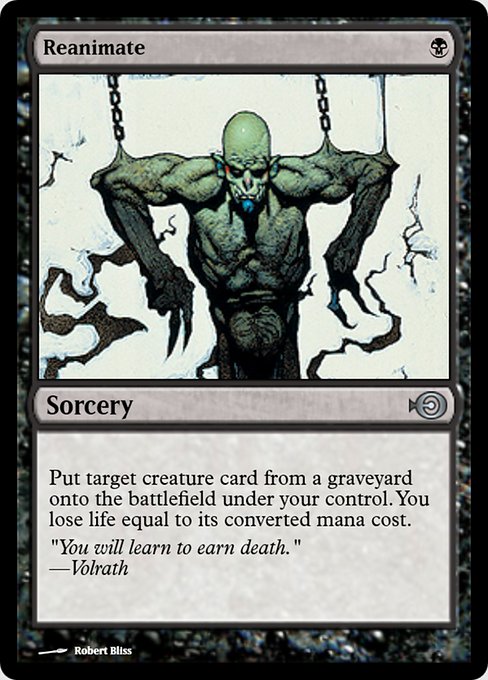 Reanimate
Sorcery
Put target creature card from a graveyard
onto the battlefield under your control. You
lose life equal to its converted mana cost.
"You will learn to earn death."
—Volrath
Robert Bliss